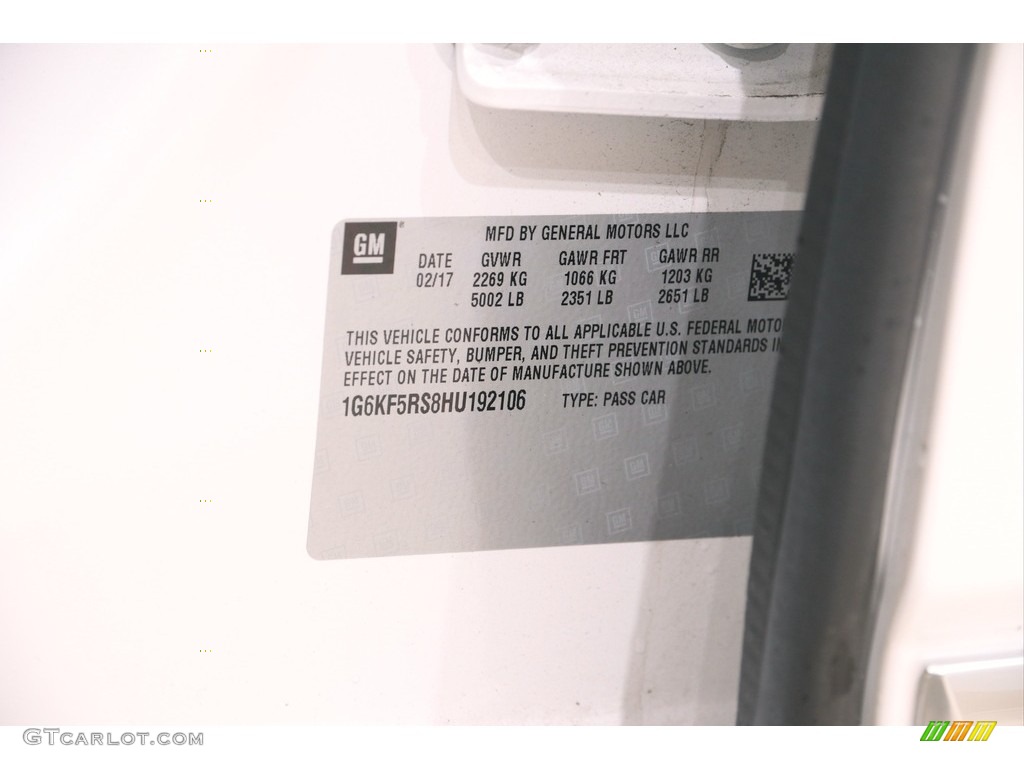 GM
MFD BY GENERAL MOTORS LLC
DATE GVWR GAWR FRT GAWR RR
02/17 2269 KG 1066 KG 1203 KG
5002 LB 2351 LB 2651 LB
THIS VEHICLE CONFORMS TO ALL APPLICABLE U.S. FEDERAL MOTO
VEHICLE SAFETY, BUMPER, AND THEFT PREVENTION STANDARDS IN
EFFECT ON THE DATE OF MANUFACTURE SHOWN ABOVE.
1G6KF5RS8HU192106 TYPE: PASS CAR
GTCARLOT.COM